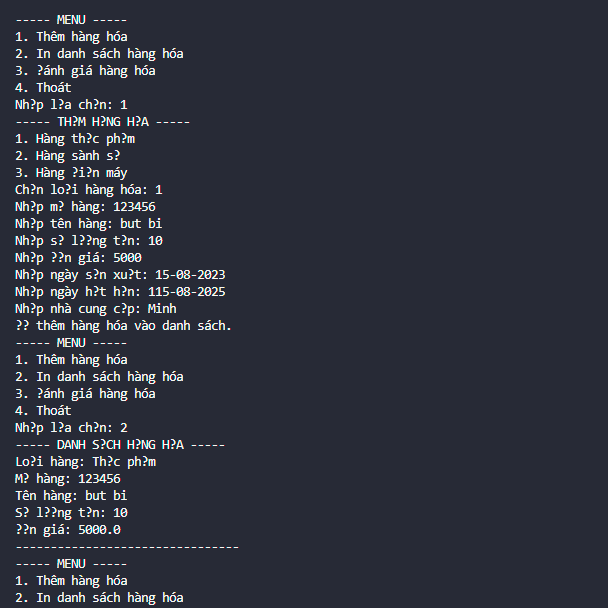 ----- MENU -----
1. Thêm hàng hóa
2. In danh sách hàng hóa
3. ?ánh giá hàng hóa
4. Thoát
Nh?p l?a ch?n: 1
----- TH?M H?NG H?A -----
1. Hàng th?c ph?m
2. Hàng sành s?
3. Hàng ?i?n máy
Ch?n lo?i hàng hóa: 1
Nh?p m? hàng: 123456
Nh?p tên hàng: but bi
Nh?p s? l??ng t?n: 10
Nh?p ??n giá: 5000
Nh?p ngày s?n xu?t: 15-08-2023
Nh?p ngày h?t h?n: 115-08-2025
Nh?p nhà cung c?p: Minh
?? thêm hàng hóa vào danh sách.
----- MENU -----
1. Thêm hàng hóa
2. In danh sách hàng hóa
3. ?ánh giá hàng hóa
4. Thoát
Nh?p l?a ch?n: 2
----- DANH S?CH H?NG H?A -----
Lo?i hàng: Th?c ph?m
M? hàng: 123456
Tên hàng: but bi
S? l??ng t?n: 10
??n giá: 5000.0
--------------------------------
----- MENU -----
1. Thêm hàng hóa
2. In danh sách hàng hóa